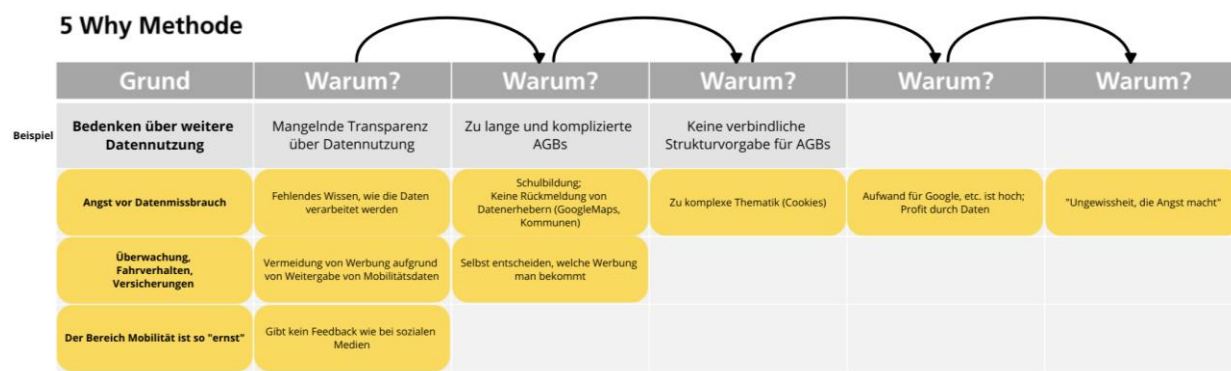 5 Why Methode
Grund
Warum?
Warum?
Warum?
Warum?
Warum?
Beispiel
Bedenken über weitere
Datennutzung
Mangelnde Transparenz
über Datennutzung
Zu lange und komplizierte
AGBs
Keine verbindliche
Strukturvorgabe für AGBs
Angst vor Datenmissbrauch
Fehlendes Wissen, wie die Daten
verarbeitet werden
Schulbildung;
Keine Rückmeldung von
Datenerhebern (GoogleMaps,
Kommunen)
Zu komplexe Thematik (Cookies)
Aufwand für Google, etc. ist hoch;
Profit durch Daten
"Ungewissheit, die Angst macht"
Überwachung,
Fahrverhalten,
Versicherungen
Vermeidung von Werbung aufgrund
von Weitergabe von Mobilitätsdaten
Selbst entscheiden, welche Werbung
man bekommt
Der Bereich Mobilität ist so "ernst"
Gibt kein Feedback wie bei sozialen
Medien